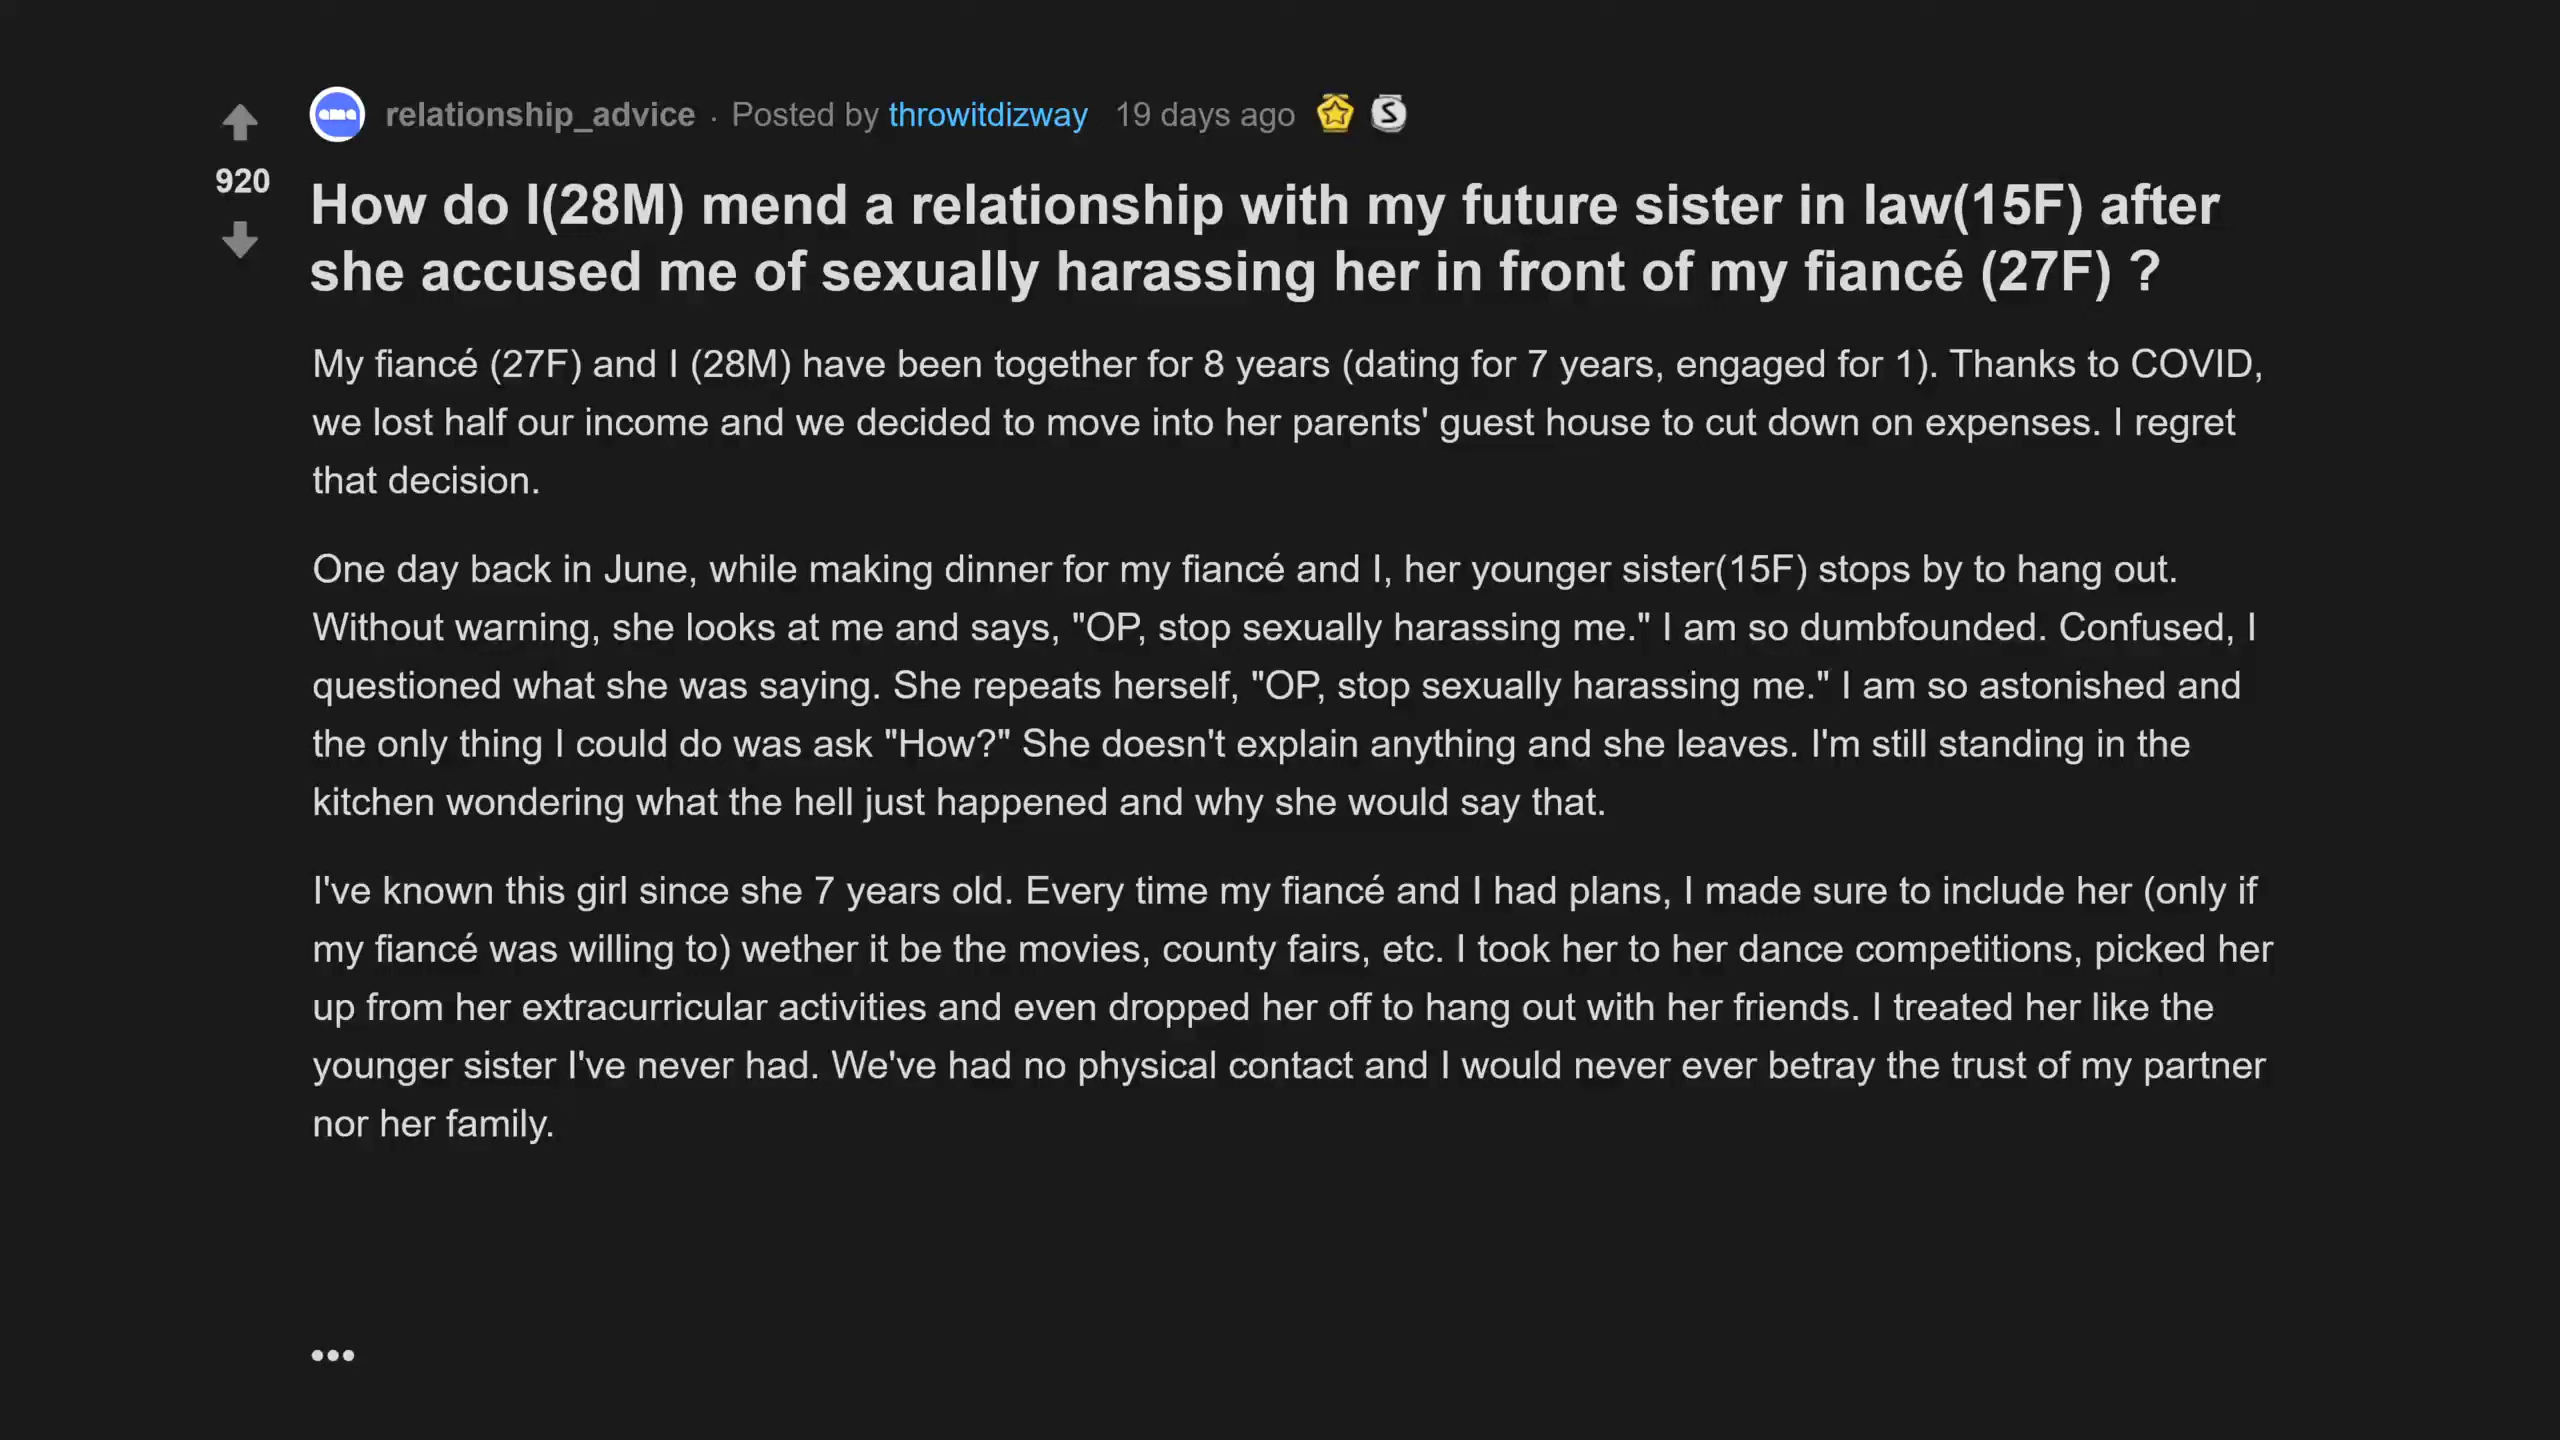 ama relationship_advice · Posted by throwitdizway 19 days ago S
920
How do I(28M) mend a relationship with my future sister in law(15F) after
she accused me of sexually harassing her in front of my fiancé (27F) ?
My fiancé (27F) and I (28M) have been together for 8 years (dating for 7 years, engaged for 1). Thanks to COVID,
we lost half our income and we decided to move into her parents' guest house to cut down on expenses. I regret
that decision.
One day back in June, while making dinner for my fiancé and I, her younger sister(15F) stops by to hang out.
Without warning, she looks at me and says, "OP, stop sexually harassing me." I am so dumbfounded. Confused, I
questioned what she was saying. She repeats herself, "OP, stop sexually harassing me." I am so astonished and
the only thing I could do was ask "How?" She doesn't explain anything and she leaves. I'm still standing in the
kitchen wondering what the hell just happened and why she would say that.
I've known this girl since she 7 years old. Every time my fiancé and I had plans, I made sure to include her (only if
my fiancé was willing to) wether it be the movies, county fairs, etc. I took her to her dance competitions, picked her
up from her extracurricular activities and even dropped her off to hang out with her friends. I treated her like the
younger sister I've never had. We've had no physical contact and I would never ever betray the trust of my partner
nor her family.
•••